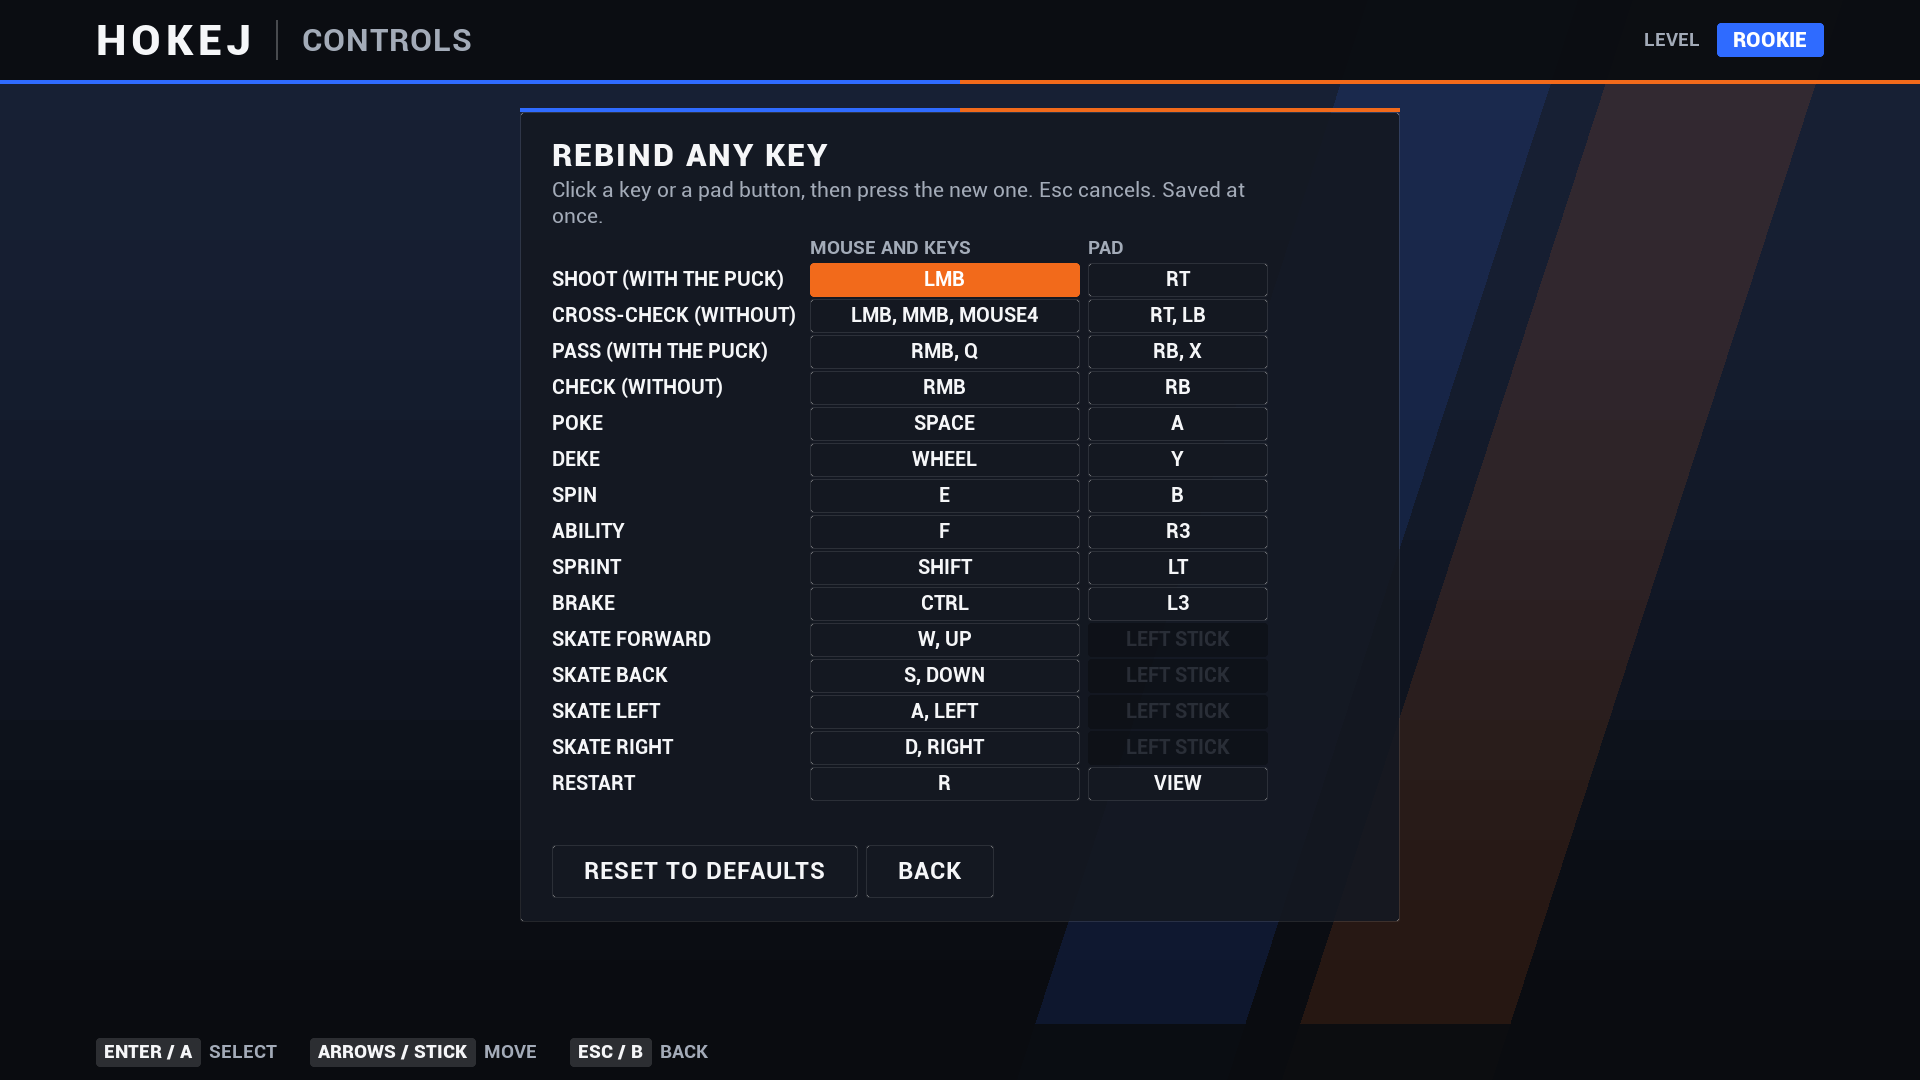 HOKEJ CONTROLS LEVEL ROOKIE
REBIND ANY KEY
Click a key or a pad button, then press the new one. Esc cancels. Saved at
once.
MOUSE AND KEYS PAD
SHOOT (WITH THE PUCK) LMB RT
CROSS-CHECK (WITHOUT) LMB, MMB, MOUSE4 RT, LB
PASS (WITH THE PUCK) RMB, Q RB, X
CHECK (WITHOUT) RMB RB
POKE SPACE A
DEKE WHEEL Y
SPIN E B
ABILITY F R3
SPRINT SHIFT LT
BRAKE CTRL L3
SKATE FORWARD W, UP LEFT STICK
SKATE BACK S, DOWN LEFT STICK
SKATE LEFT A, LEFT LEFT STICK
SKATE RIGHT D, RIGHT LEFT STICK
RESTART R VIEW
RESET TO DEFAULTS BACK
ENTER / A SELECT ARROWS / STICK MOVE ESC / B BACK